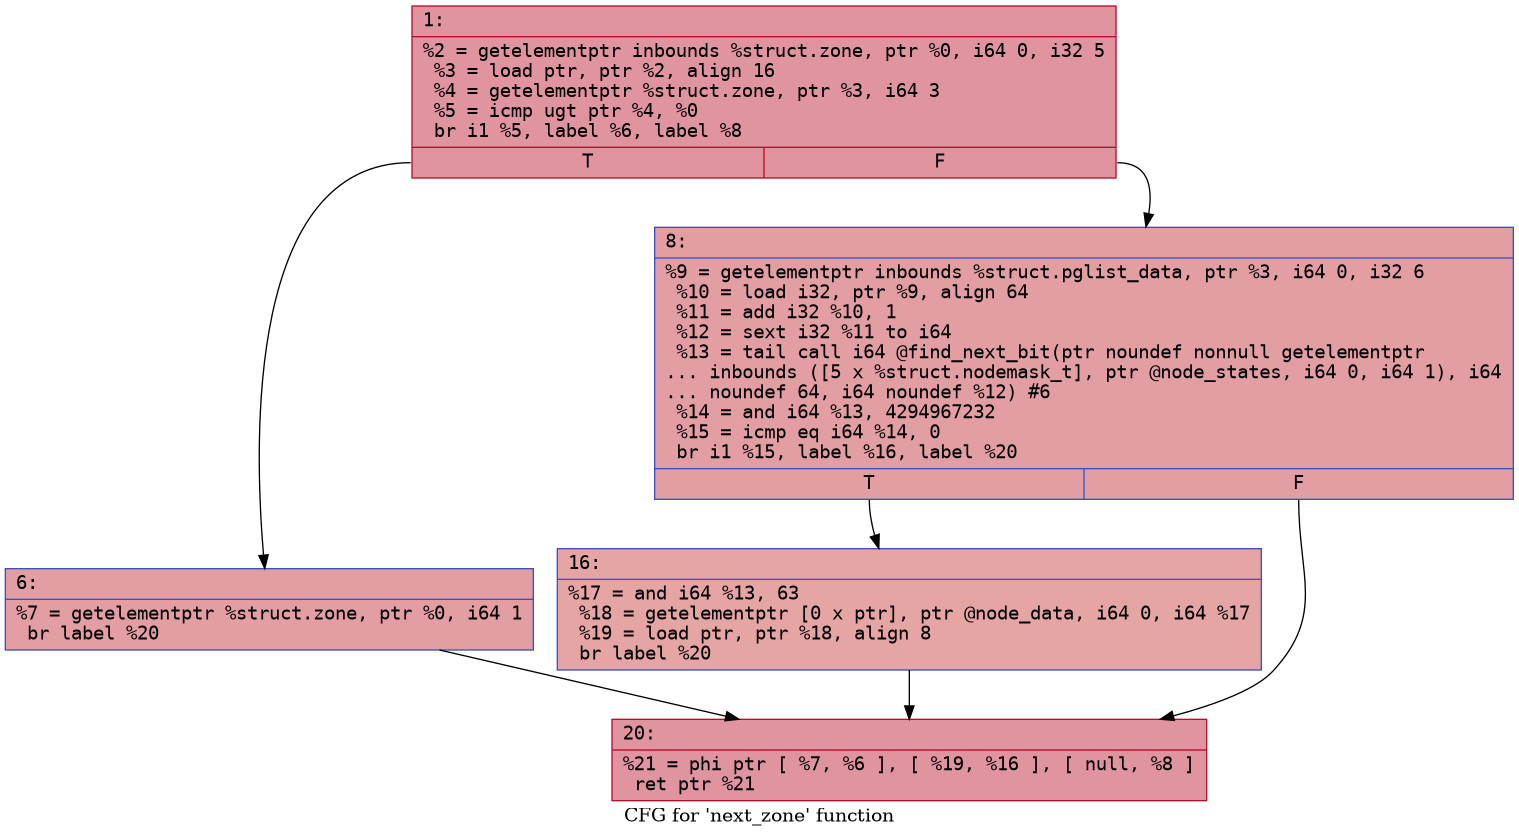 1:
%2 = getelementptr inbounds %struct.zone, ptr %0, i64 0, i32 5
%3 = load ptr, ptr %2, align 16
%4 = getelementptr %struct.zone, ptr %3, i64 3
%5 = icmp ugt ptr %4, %0
br i1 %5, label %6, label %8
T F
8:
%9 = getelementptr inbounds %struct.pglist_data, ptr %3, i64 0, i32 6
%10 = load i32, ptr %9, align 64
%11 = add i32 %10, 1
%12 = sext i32 %11 to i64
%13 = tail call i64 @find_next_bit(ptr noundef nonnull getelementptr
... inbounds ([5 x %struct.nodemask_t], ptr @node_states, i64 0, i64 1), i64
... noundef 64, i64 noundef %12) #6
%14 = and i64 %13, 4294967232
%15 = icmp eq i64 %14, 0
br i1 %15, label %16, label %20
T F
6:
%7 = getelementptr %struct.zone, ptr %0, i64 1
br label %20
16:
%17 = and i64 %13, 63
%18 = getelementptr [0 x ptr], ptr @node_data, i64 0, i64 %17
%19 = load ptr, ptr %18, align 8
br label %20
20:
%21 = phi ptr [ %7, %6 ], [ %19, %16 ], [ null, %8 ]
ret ptr %21
CFG for 'next_zone' function